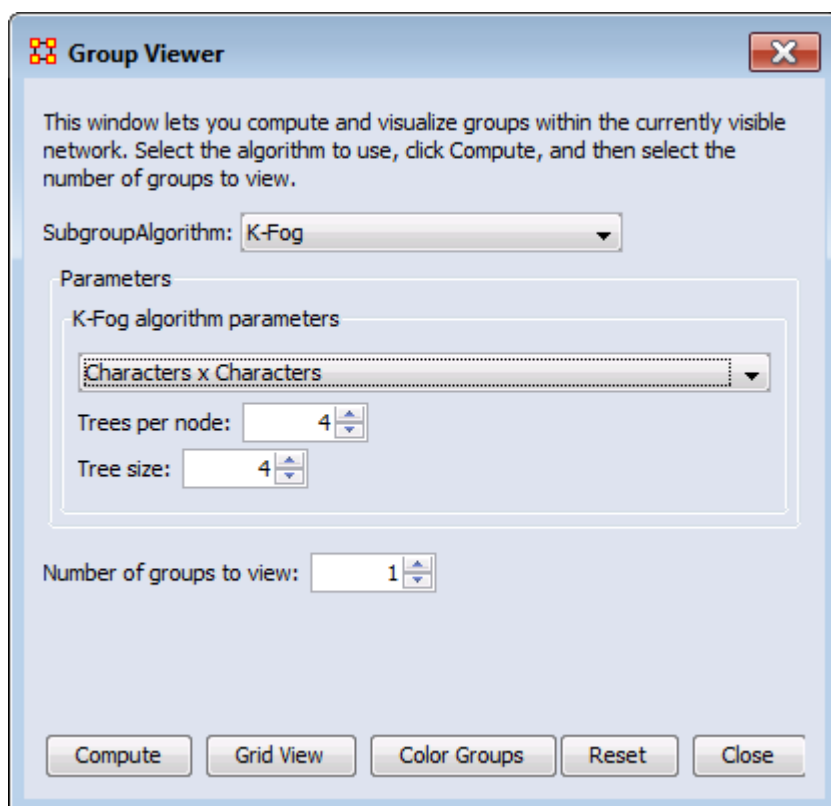 Group Viewer
This window lets you compute and visualize groups within the currently visible
network. Select the algorithm to use, click Compute, and then select the
number of groups to view.
SubgroupAlgorithm: K-Fog
Parameters
K-Fog algorithm parameters
Characters x Characters
Trees per node: 4
Tree size: 4
Number of groups to view: 1
Compute Grid View Color Groups Reset Close